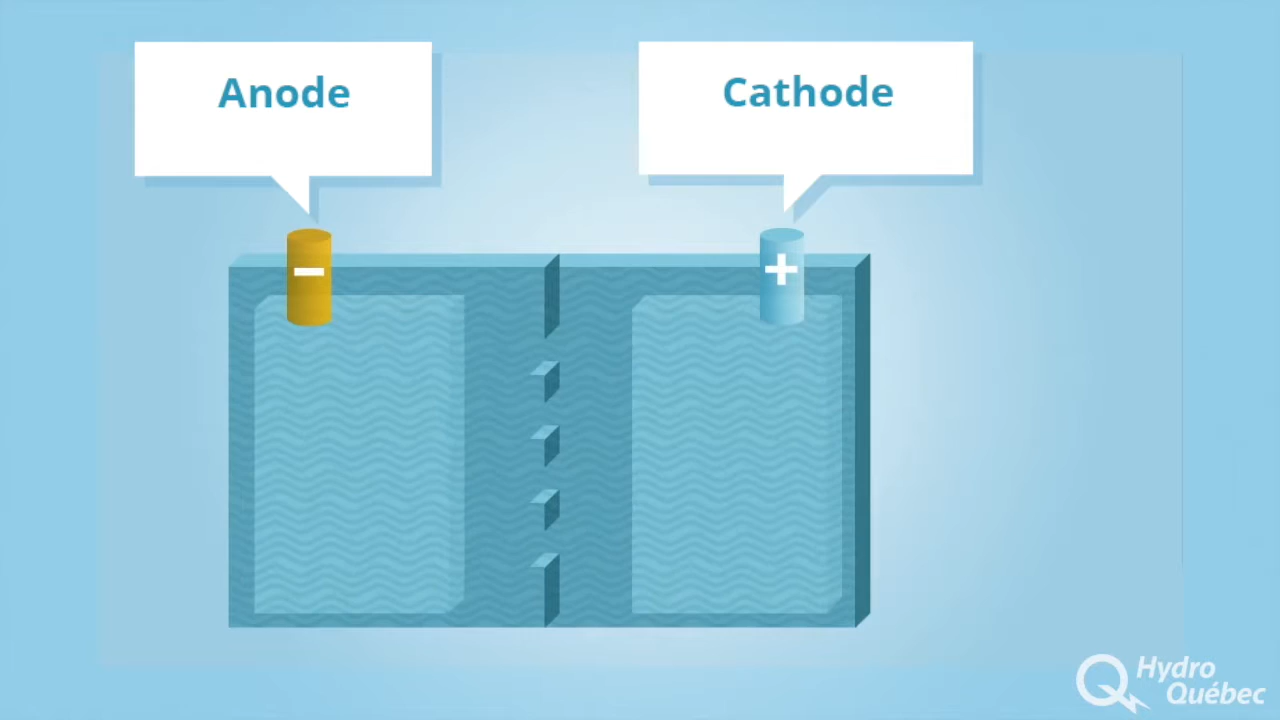 Anode
Cathode
−
+
Hydro
Québec